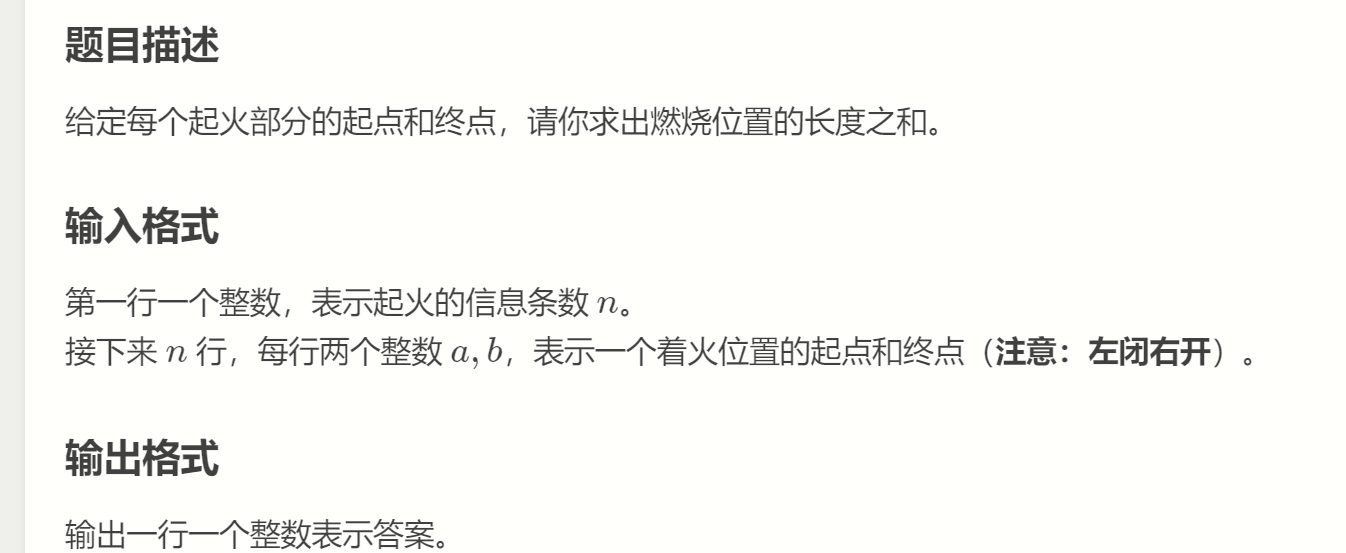 题目描述
给定每个起火部分的起点和终点，请你求出燃烧位置的长度之和。
输入格式
第一行一个整数，表示起火的信息条数 n。
接下来 n 行，每行两个整数 a, b，表示一个着火位置的起点和终点（注意：左闭右开）。
输出格式
输出一行一个整数表示答案。